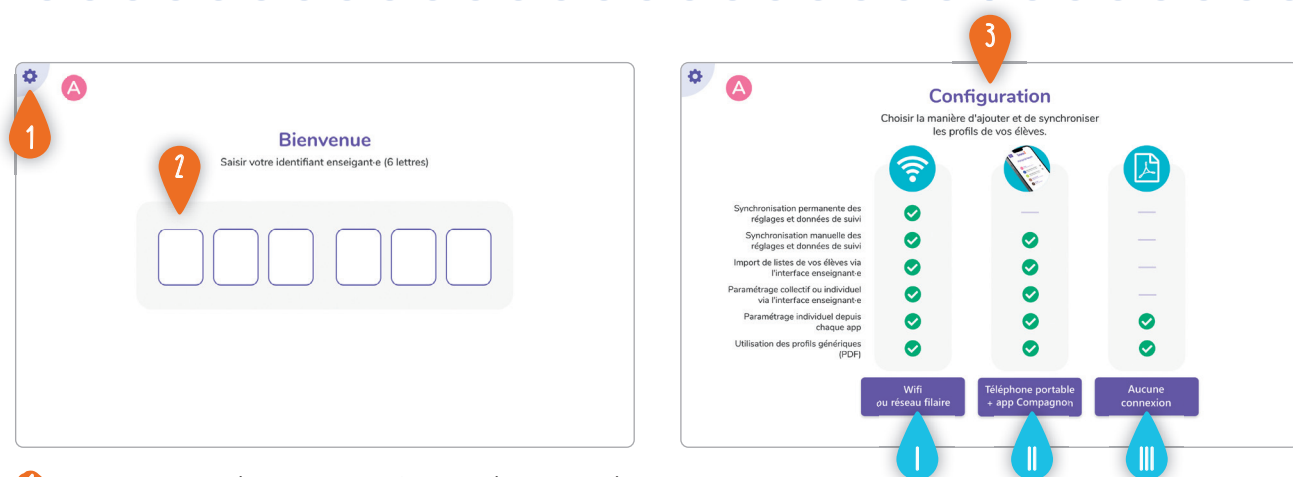 3
1
A
Bienvenue
Saisir votre identifiant enseigant·e (6 lettres)
2
A
Configuration
Choisir la manière d'ajouter et de synchroniser
les profils de vos élèves.
Synchronisation permanente des
réglages et données de suivi
Synchronisation manuelle des
réglages et données de suivi
Import de listes de vos élèves via
l'interface enseignant·e
Paramétrage collectif ou individuel
via l'interface enseignant·e
Paramétrage individuel depuis
chaque app
Utilisation des profils génériques
(PDF)
Wifi
ou réseau filaire
Téléphone portable
+ app Compagnon
Aucune
connexion
I
II
III